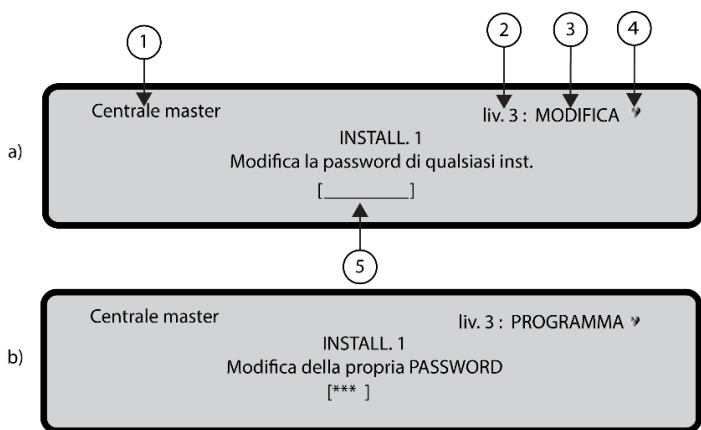 1 2 3 4
a)
Centrale master liv. 3 : MODIFICA
INSTALL. 1
Modifica la password di qualsiasi inst.
[_________]
5
b)
Centrale master liv. 3 : PROGRAMMA
INSTALL. 1
Modifica della propria PASSWORD
[*** ]